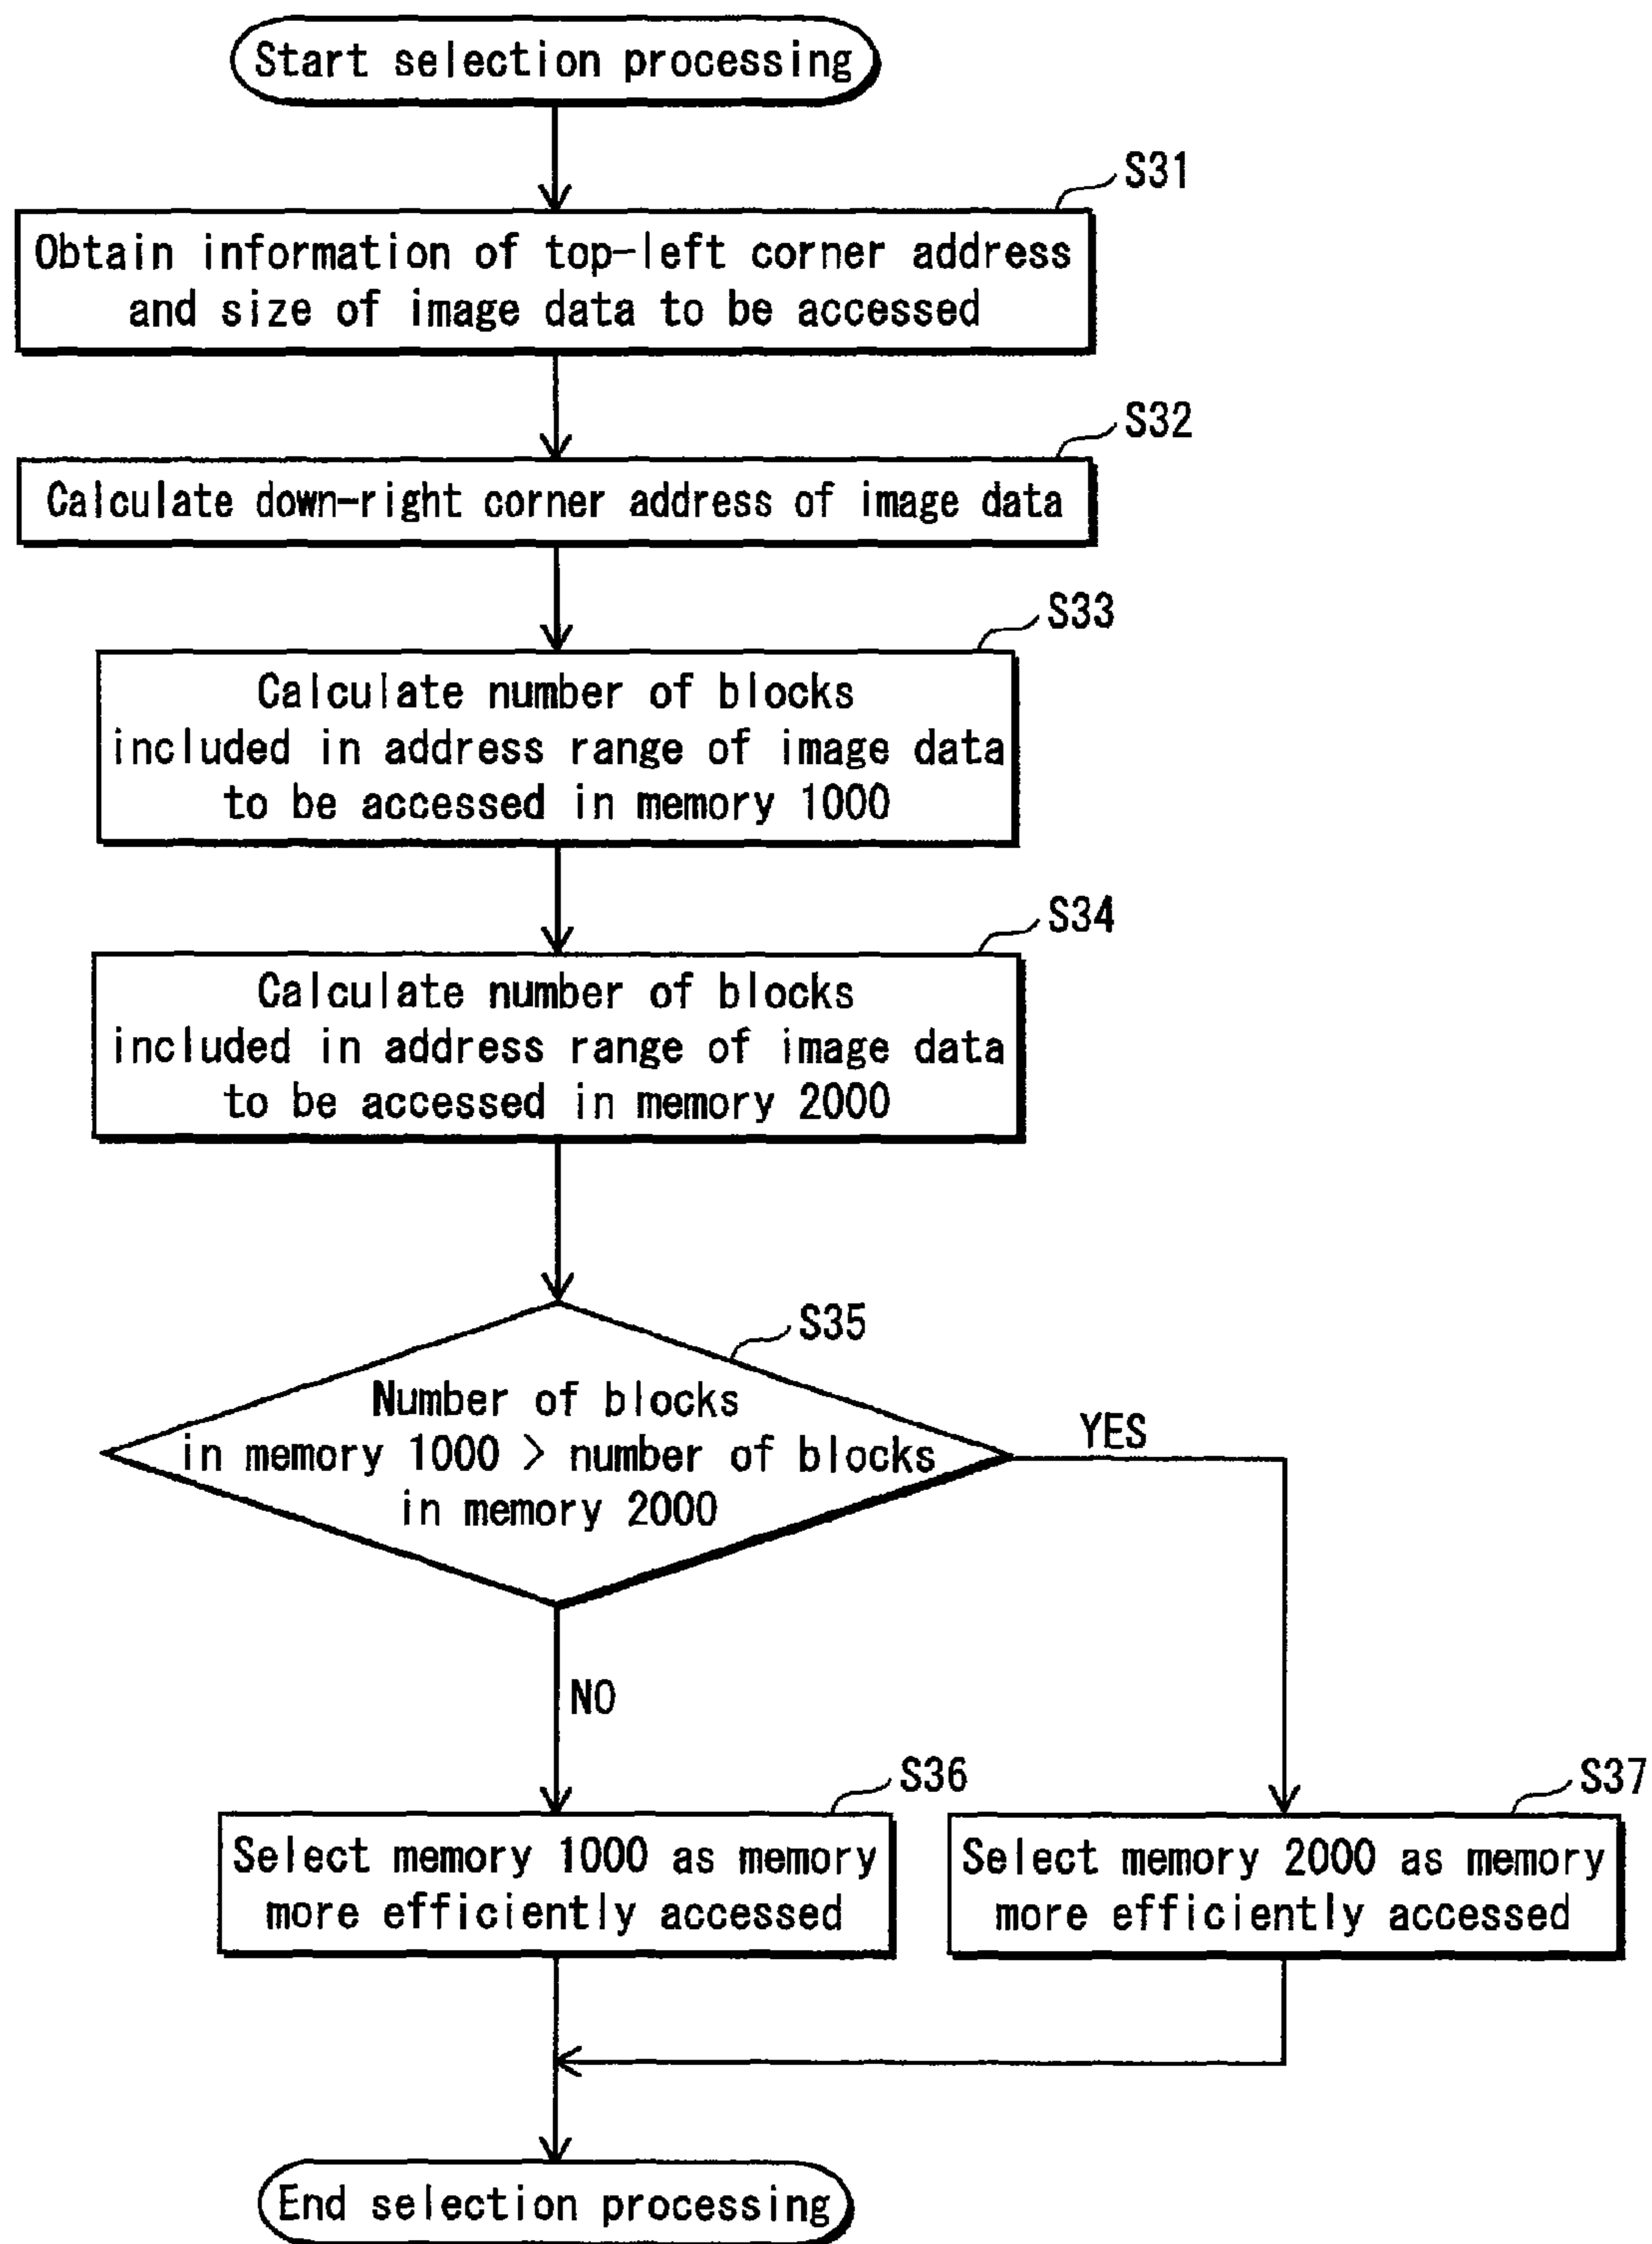 Start selection processing
S31
Obtain information of top-left corner address
and size of image data to be accessed
S32
Calculate down-right corner address of image data
S33
Calculate number of blocks
included in address range of image data
to be accessed in memory 1000
S34
Calculate number of blocks
included in address range of image data
to be accessed in memory 2000
S35
Number of blocks
in memory 1000 > number of blocks
in memory 2000
YES
NO
S36
Select memory 1000 as memory
more efficiently accessed
S37
Select memory 2000 as memory
more efficiently accessed
End selection processing